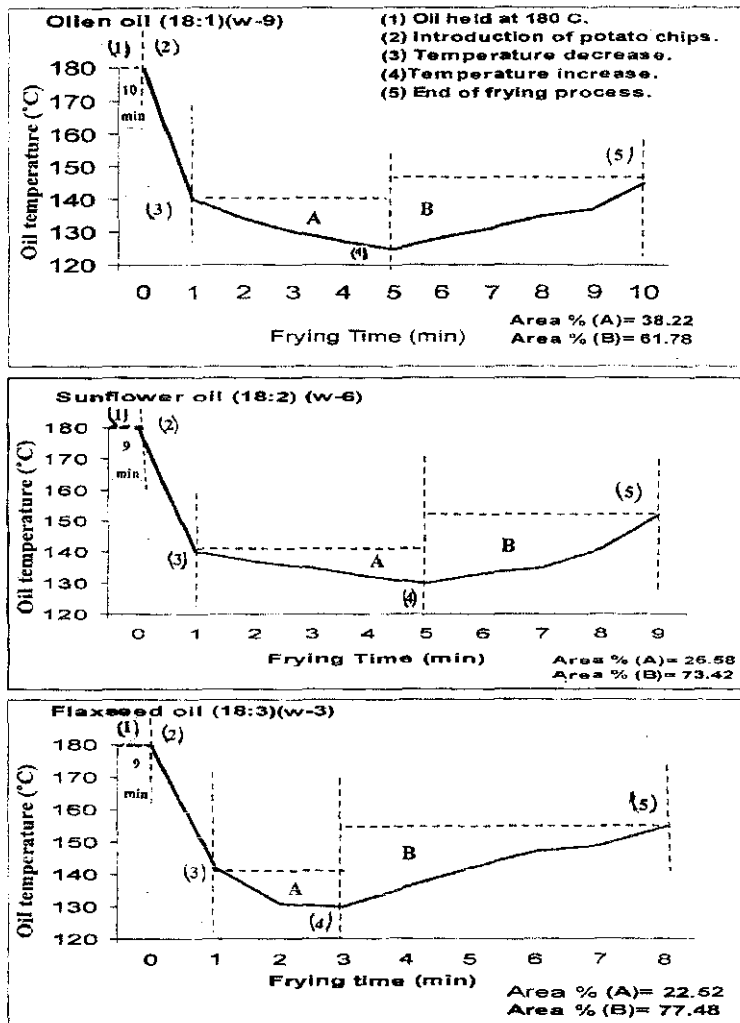 Olien oil (18:1)(w-9)
(1) Oil held at 180 C.
(2) Introduction of potato chips.
(3) Temperature decrease.
(4)Temperature increase.
(5) End of frying process.
Oil temperature (°C)
(1) (2)
180
170
160
150
140
130
120
10
min
(3)
A
(4)
B
(5)
0 1 2 3 4 5 6 7 8 9 10
Frying Time (min)
Area % (A)= 38.22
Area % (B)= 61.78
Sunflower oil (18:2) (w-6)
Oil temperature (°C)
(1) (2)
180
170
160
150
140
130
120
9
min
(3)
A
(4)
B
(5)
0 1 2 3 4 5 6 7 8 9
Frying Time (min)
Area % (A) = 26.58
Area % (B)= 73.42
Flaxseed oil (18:3)(w-3)
Oil temperature (°C)
(1) (2)
180
170
160
150
140
130
120
9
min
(3)
A
(4)
B
(5)
0 1 2 3 4 5 6 7 8
Frying time (min)
Area % (A)= 22.52
Area % (B)= 77.48